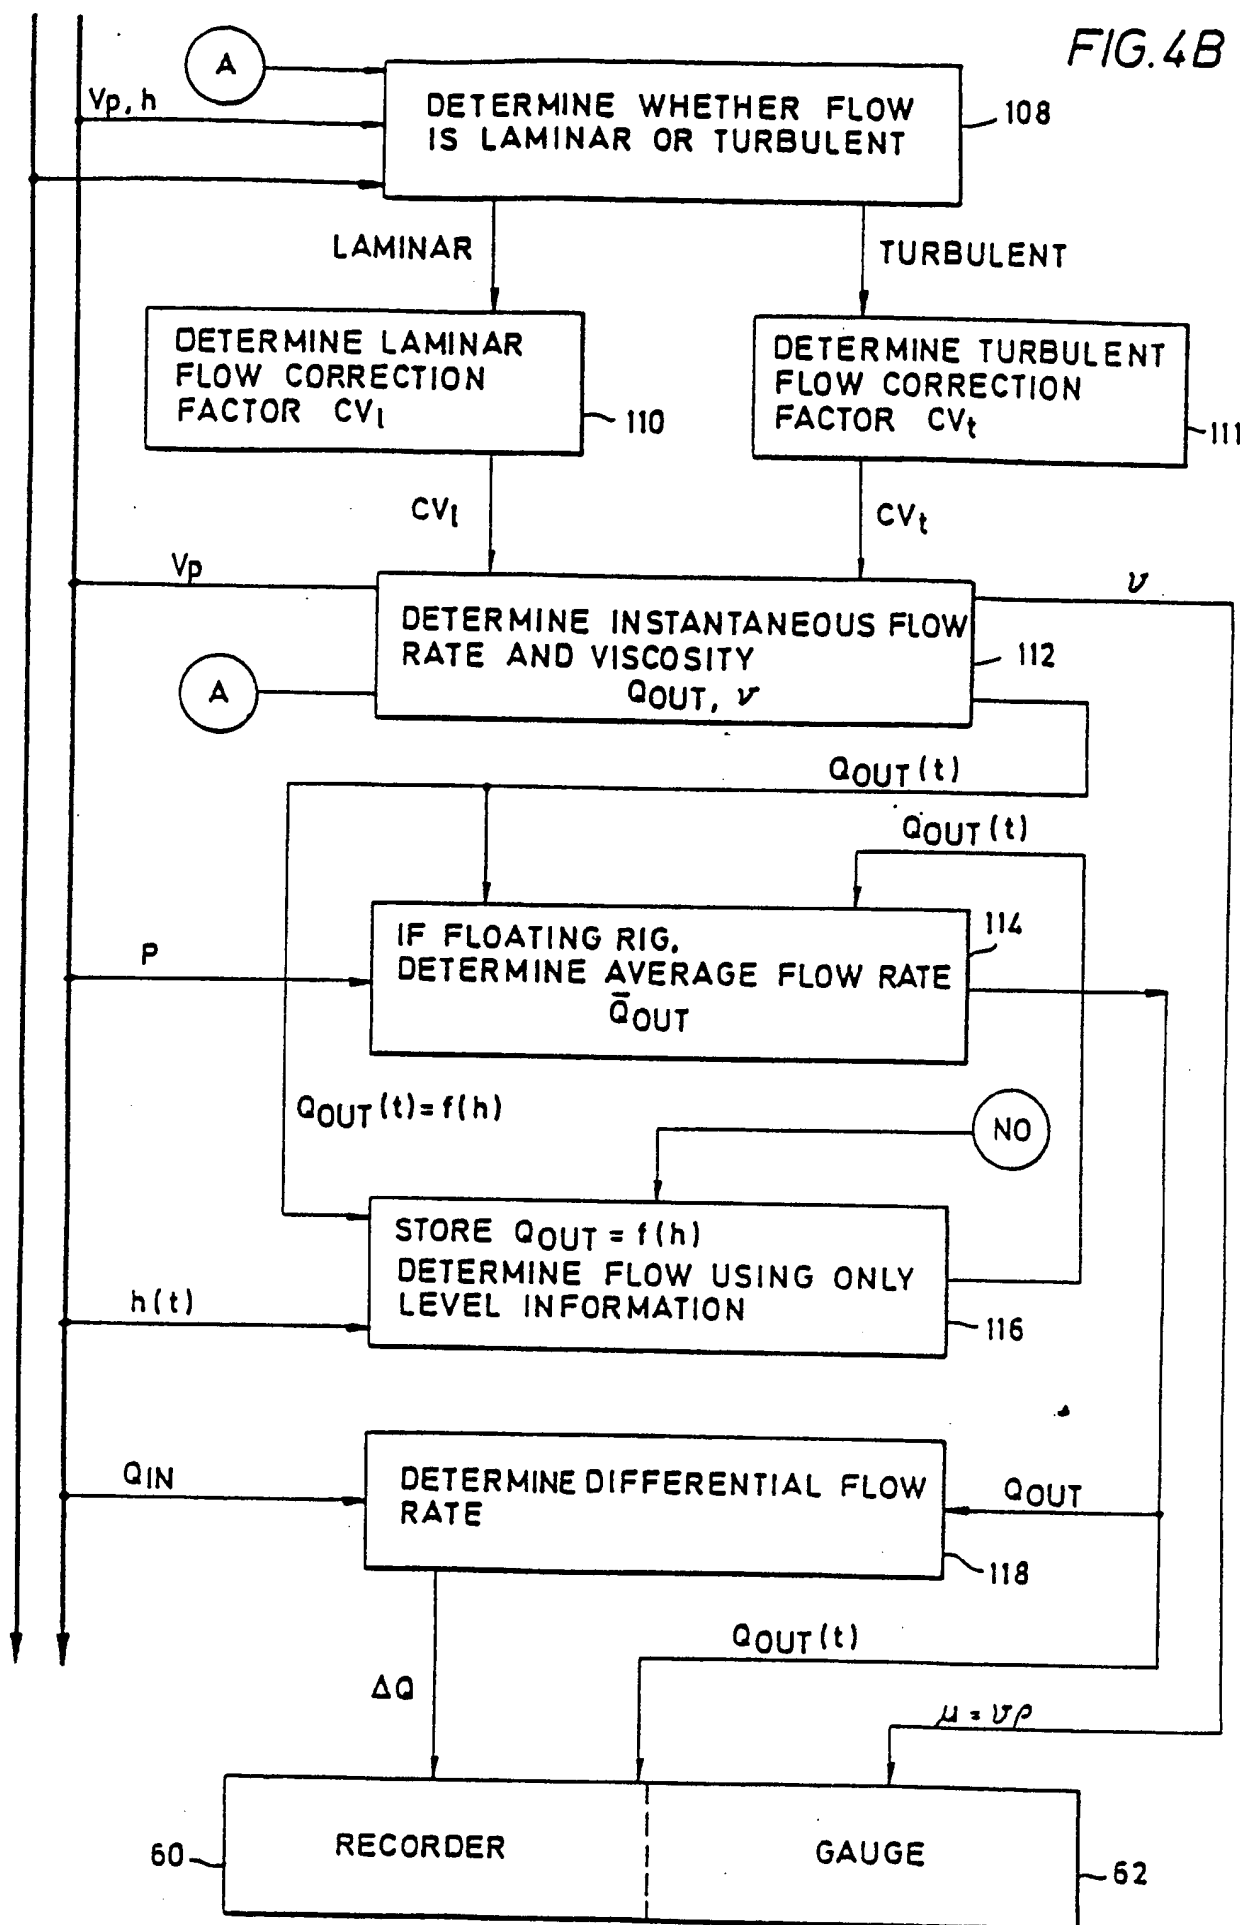 FIG.4B
A
Vp, h
DETERMINE WHETHER FLOW
IS LAMINAR OR TURBULENT
108
LAMINAR
TURBULENT
DETERMINE LAMINAR
FLOW CORRECTION
FACTOR CVl
110
DETERMINE TURBULENT
FLOW CORRECTION
FACTOR CVt
111
CVl
CVt
Vp
ν
DETERMINE INSTANTANEOUS FLOW
RATE AND VISCOSITY
QOUT, ν
112
A
QOUT(t)
QOUT(t)
IF FLOATING RIG,
DETERMINE AVERAGE FLOW RATE
Q̄OUT
114
P
QOUT(t)=f(h)
NO
STORE QOUT = f(h)
DETERMINE FLOW USING ONLY
LEVEL INFORMATION
116
h(t)
QIN
DETERMINE DIFFERENTIAL FLOW
RATE
QOUT
118
QOUT(t)
ΔQ
μ = νρ
RECORDER
GAUGE
60
62